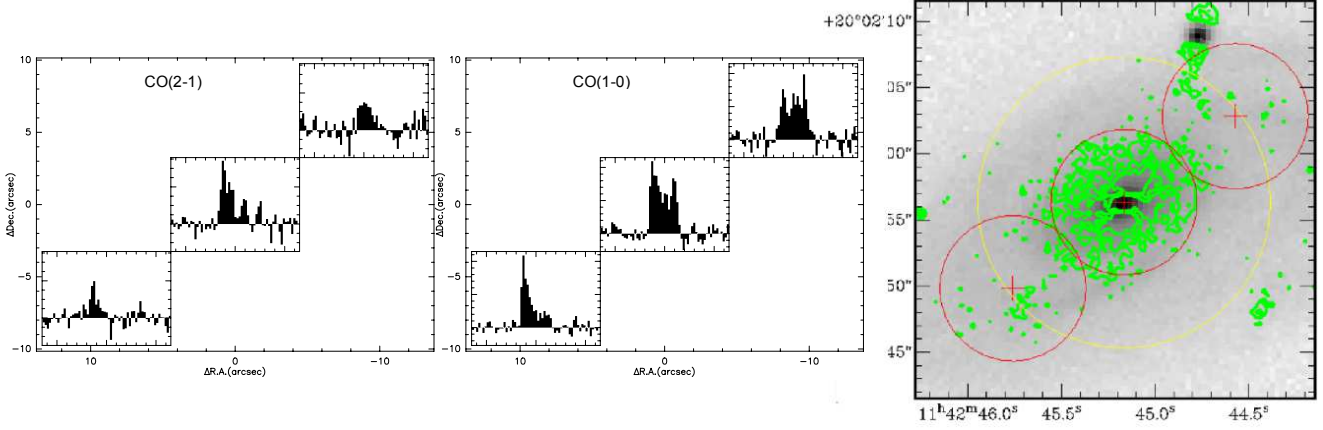 CO(2-1)
10
5
0
−5
−10
ΔDec.(arcsec)
10
0
−10
ΔR.A.(arcsec)
CO(1-0)
10
5
0
−5
−10
ΔDec.(arcsec)
10
0
−10
ΔR.A.(arcsec)
+20°02'10"
05"
00"
55"
50"
45"
11ʰ42ᵐ46.0ˢ
45.5ˢ
45.0ˢ
44.5ˢ